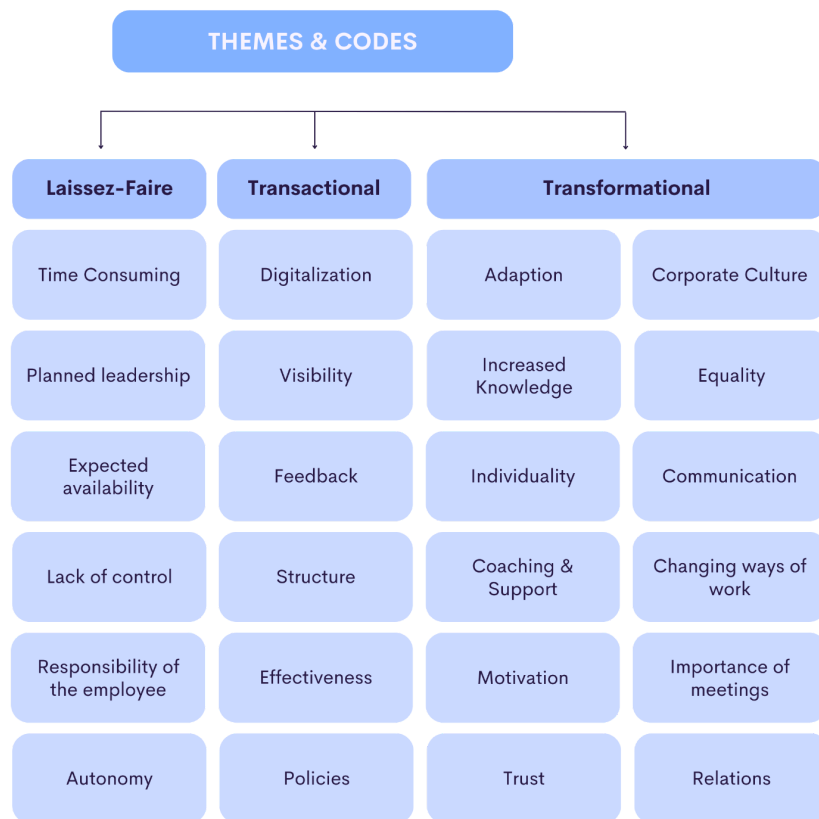 THEMES & CODES
Laissez-Faire
Transactional
Transformational
Time Consuming
Digitalization
Adaption
Corporate Culture
Planned leadership
Visibility
Increased
Knowledge
Equality
Expected
availability
Feedback
Individuality
Communication
Lack of control
Structure
Coaching &
Support
Changing ways of
work
Responsibility of
the employee
Effectiveness
Motivation
Importance of
meetings
Autonomy
Policies
Trust
Relations